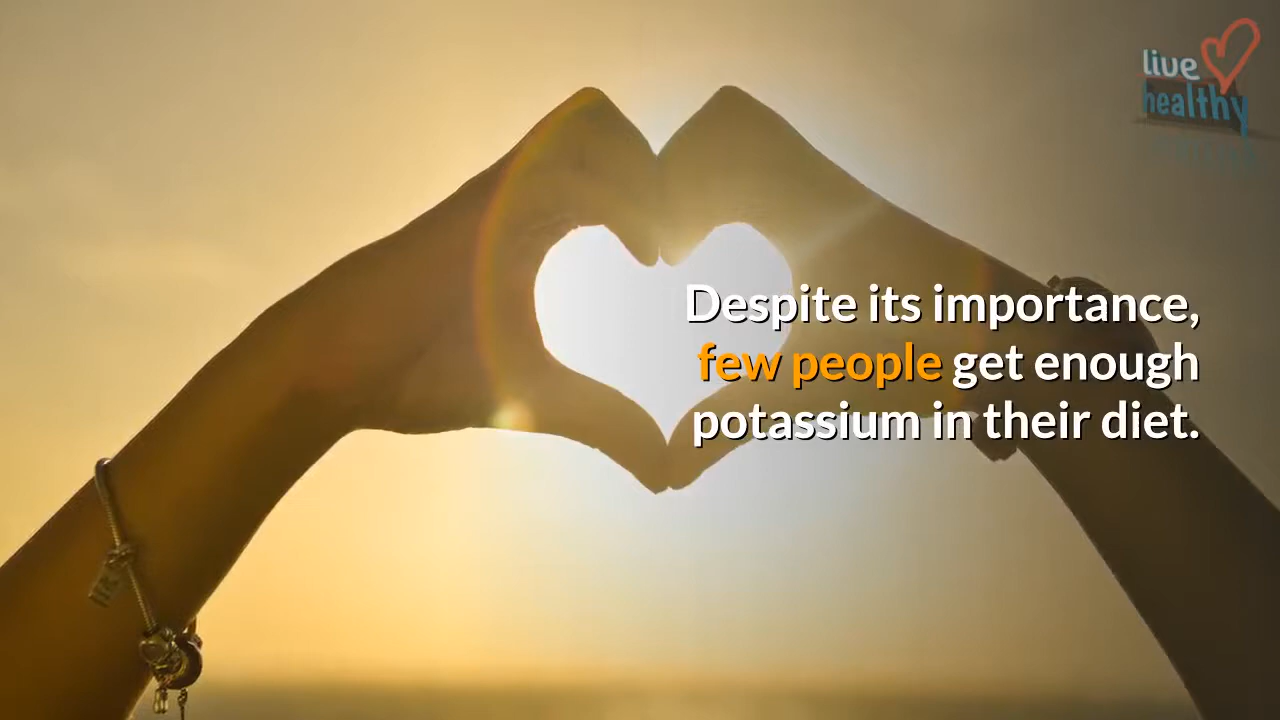 live
healthy
Despite its importance,
few people get enough
potassium in their diet.